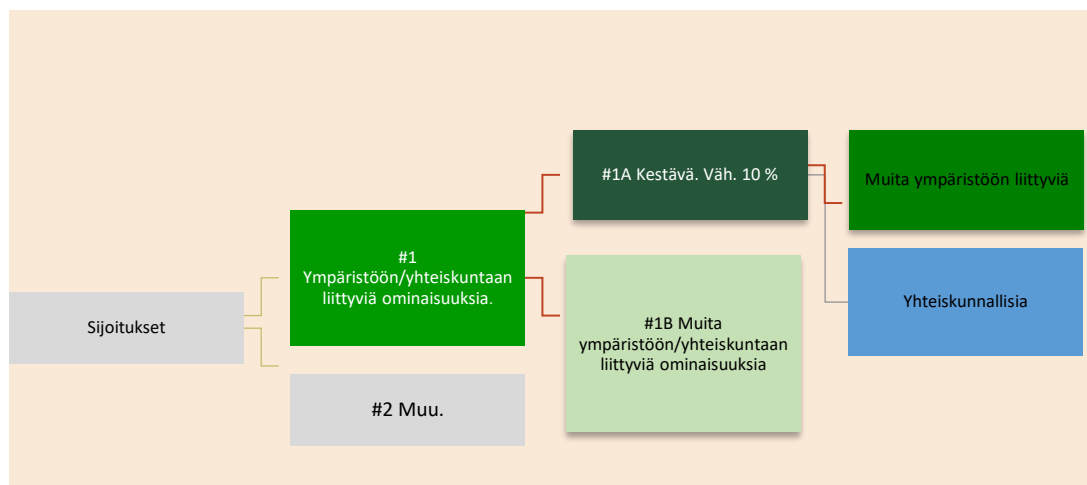 Sijoitukset
#1
Ympäristöön/yhteiskuntaan
liittyviä ominaisuuksia.
#2 Muu.
#1A Kestävä. Väh. 10 %
#1B Muita
ympäristöön/yhteiskuntaan
liittyviä ominaisuuksia
Muita ympäristöön liittyviä
Yhteiskunnallisia